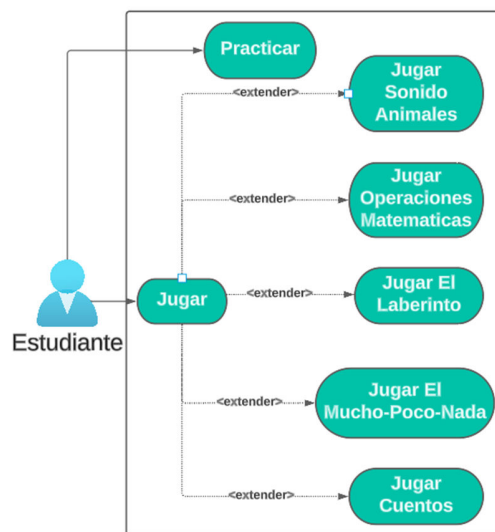 Practicar
Jugar
Sonido
Animales
<extender>
Jugar
Operaciones
Matematicas
<extender>
Jugar
<extender>
Jugar El
Laberinto
Estudiante
<extender>
Jugar El
Mucho-Poco-Nada
<extender>
Jugar
Cuentos